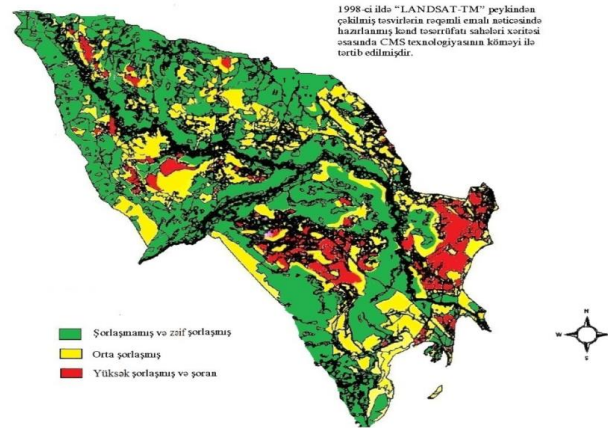 1998-ci ildə “LANDSAT-TM” peykindən
çəkilmiş təsvirlərin rəqəmli emalı nəticəsində
hazırlanmış kənd təsərrüfatı sahələri xəritəsi
əsasında CMS texnologiyasının köməyi ilə
tərtib edilmişdir.
Şorlaşmamış və zəif şorlaşmış
Orta şorlaşmış
Yüksək şorlaşmış və şoran
N
W E
S